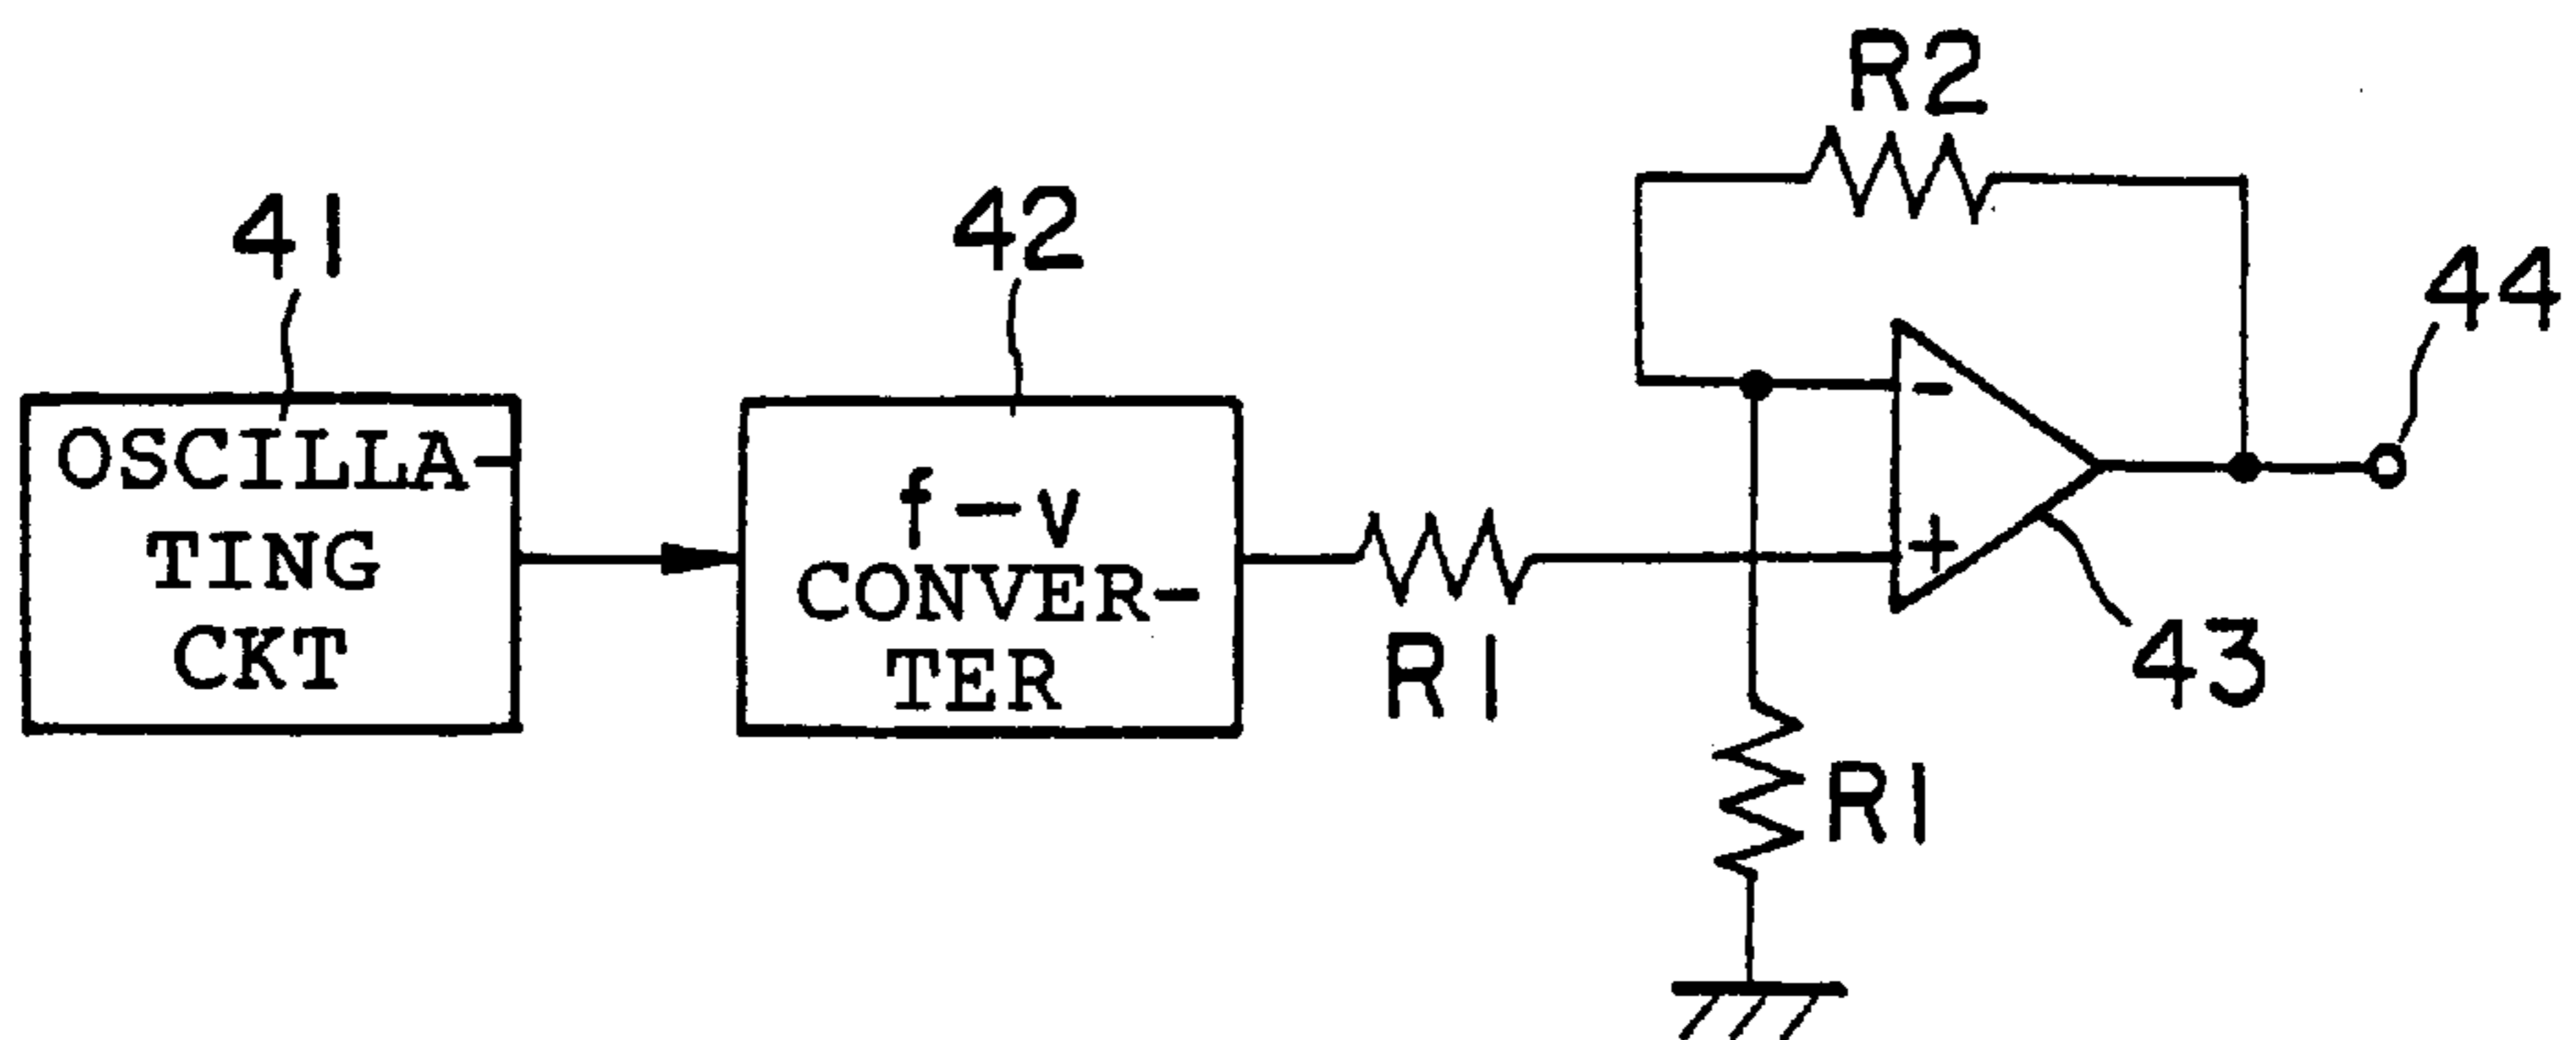 R2
41
42
44
OSCILLA-
TING
CKT
f-v
CONVER-
TER
-
+
R1
43
R1